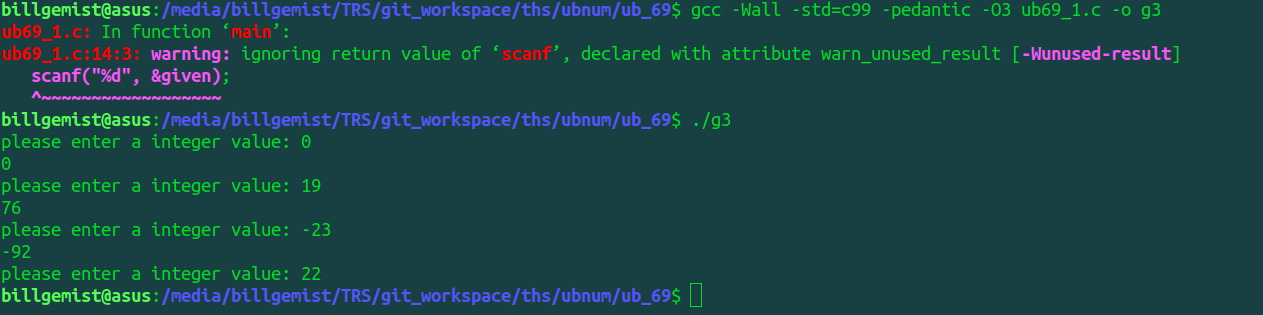 billgemist@asus:/media/billgemist/TRS/git_workspace/ths/ubnum/ub_69$ gcc -Wall -std=c99 -pedantic -O3 ub69_1.c -o g3
ub69_1.c: In function ‘main’:
ub69_1.c:14:3: warning: ignoring return value of ‘scanf’, declared with attribute warn_unused_result [-Wunused-result]
   scanf("%d", &given);
   ^~~~~~~~~~~~~~~~~~~
billgemist@asus:/media/billgemist/TRS/git_workspace/ths/ubnum/ub_69$ ./g3
please enter a integer value: 0
0
please enter a integer value: 19
76
please enter a integer value: -23
-92
please enter a integer value: 22
billgemist@asus:/media/billgemist/TRS/git_workspace/ths/ubnum/ub_69$